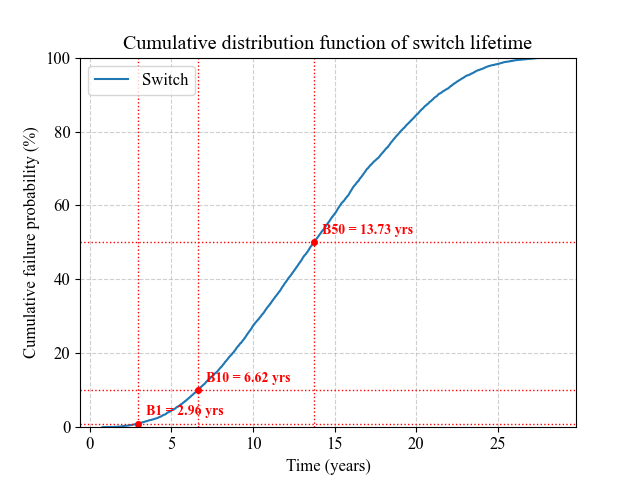 Cumulative distribution function of switch lifetime
Switch
Cumulative failure probability (%)
100
80
60
40
20
0
B50 = 13.73 yrs
B10 = 6.62 yrs
B1 = 2.96 yrs
0 5 10 15 20 25
Time (years)